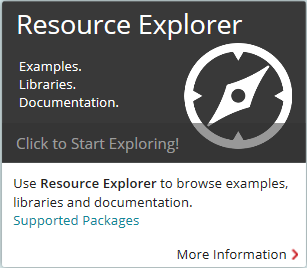 Resource Explorer
Examples.
Libraries.
Documentation.
Click to Start Exploring!
Use Resource Explorer to browse examples,
libraries and documentation.
Supported Packages
More Information